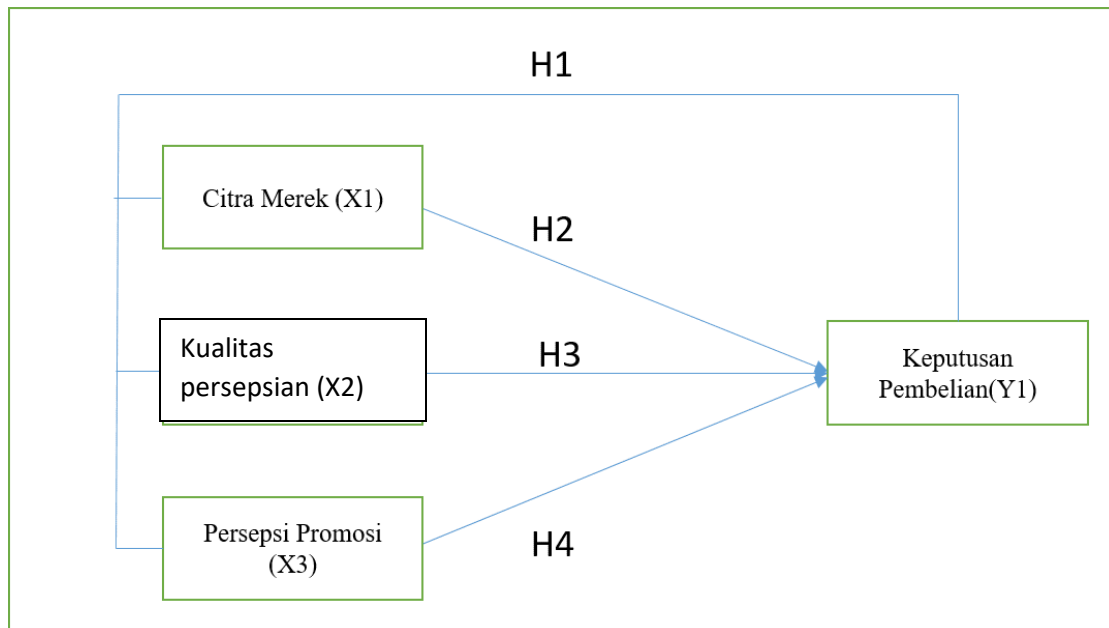 H1
Citra Merek (X1)
H2
Kualitas
persepsian (X2)
H3
Keputusan
Pembelian(Y1)
Persepsi Promosi
(X3)
H4